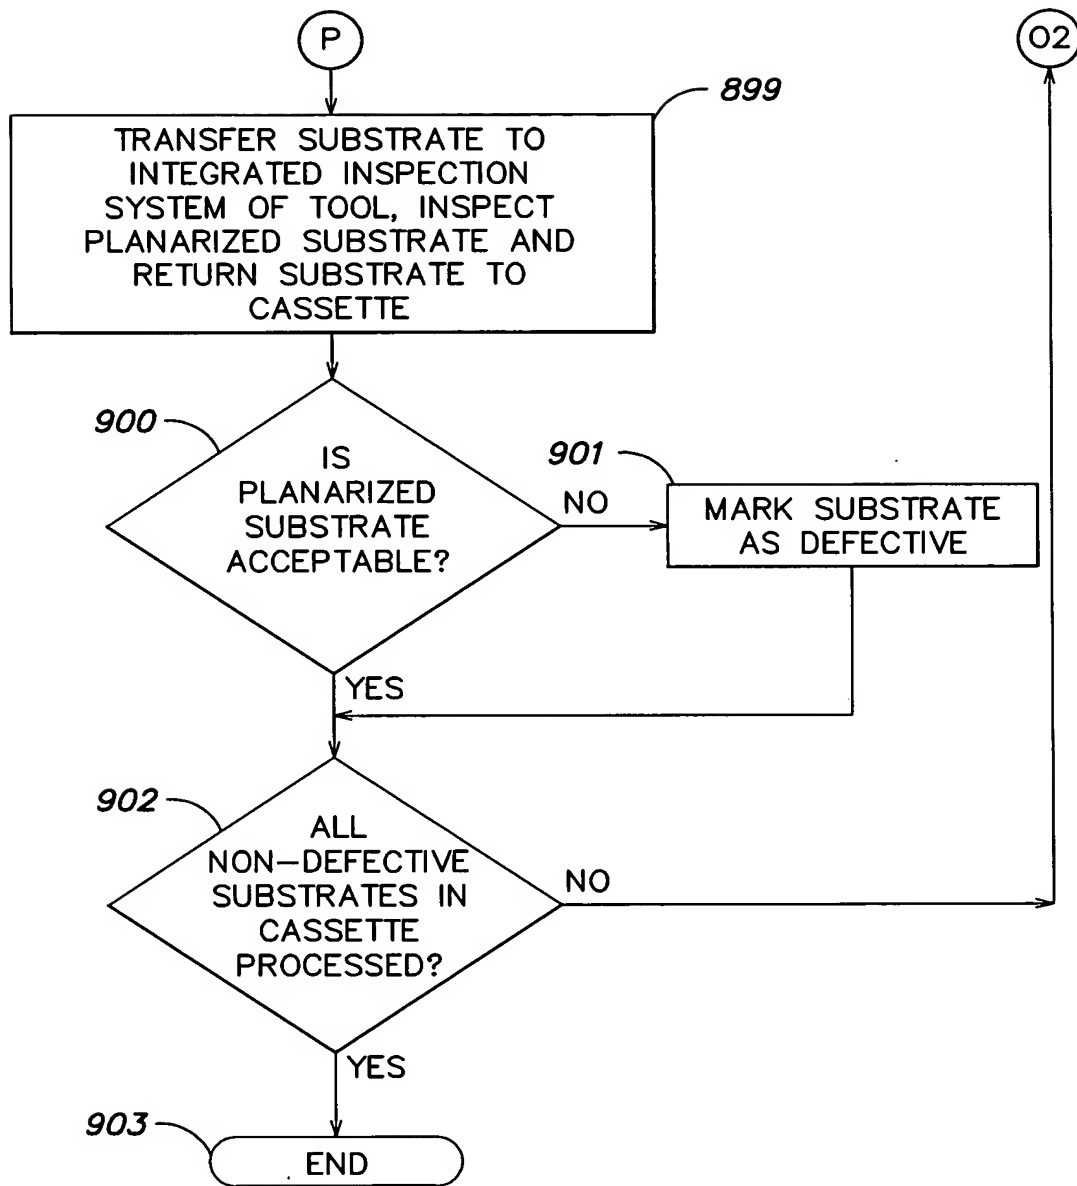 P
O2
899
TRANSFER SUBSTRATE TO
INTEGRATED INSPECTION
SYSTEM OF TOOL, INSPECT
PLANARIZED SUBSTRATE AND
RETURN SUBSTRATE TO
CASSETTE
900
IS
PLANARIZED
SUBSTRATE
ACCEPTABLE?
NO
901
MARK SUBSTRATE
AS DEFECTIVE
YES
902
ALL
NON–DEFECTIVE
SUBSTRATES IN
CASSETTE
PROCESSED?
NO
YES
903
END